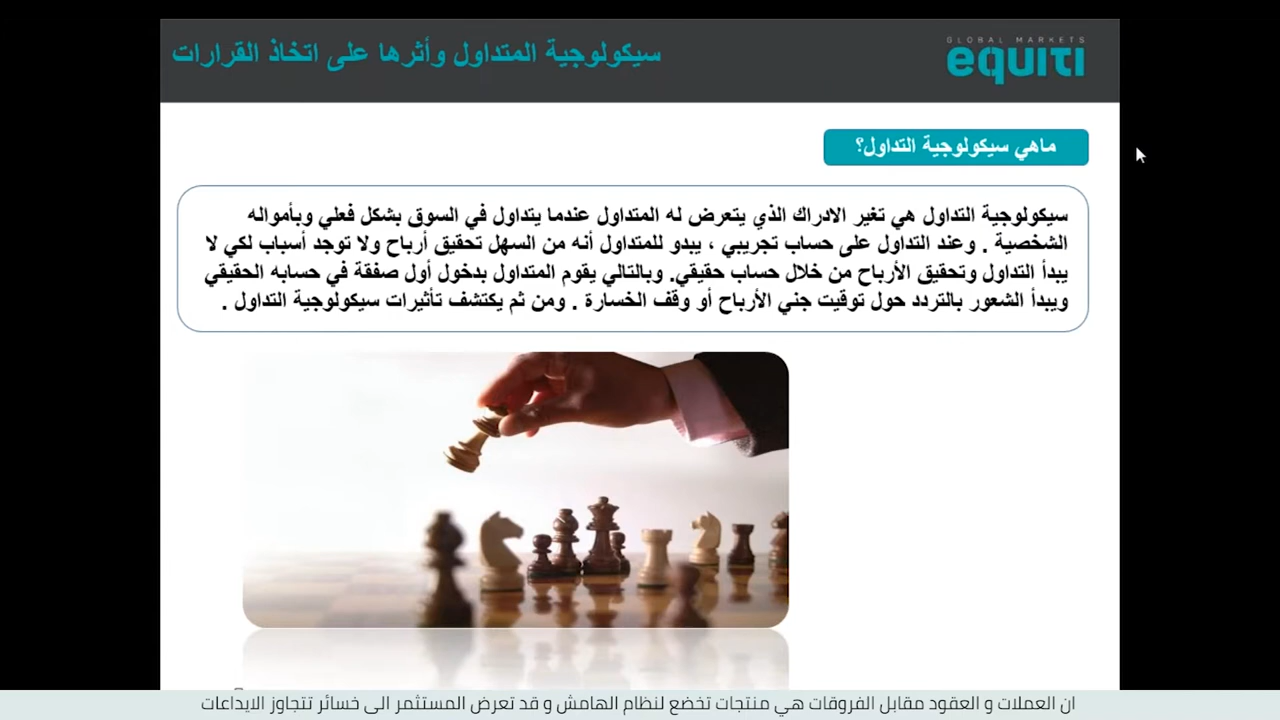 سيكولوجية المتداول وأثرها على اتخاذ القرارات
GLOBAL MARKETS
equiti
ماهي سيكولوجية التداول؟
سيكولوجية التداول هي تغير الادراك الذي يتعرض له المتداول عندما يتداول في السوق بشكل فعلي وبأمواله
الشخصية . وعند التداول على حساب تجريبي ، يبدو للمتداول أنه من السهل تحقيق أرباح ولا توجد أسباب لكي لا
يبدأ التداول وتحقيق الأرباح من خلال حساب حقيقي. وبالتالي يقوم المتداول بدخول أول صفقة في حسابه الحقيقي
ويبدأ الشعور بالتردد حول توقيت جني الأرباح أو وقف الخسارة . ومن ثم يكتشف تأثيرات سيكولوجية التداول .
ان العملات و العقود مقابل الفروقات هي منتجات تخضع لنظام الهامش و قد تعرض المستثمر الى خسائر تتجاوز الايداعات